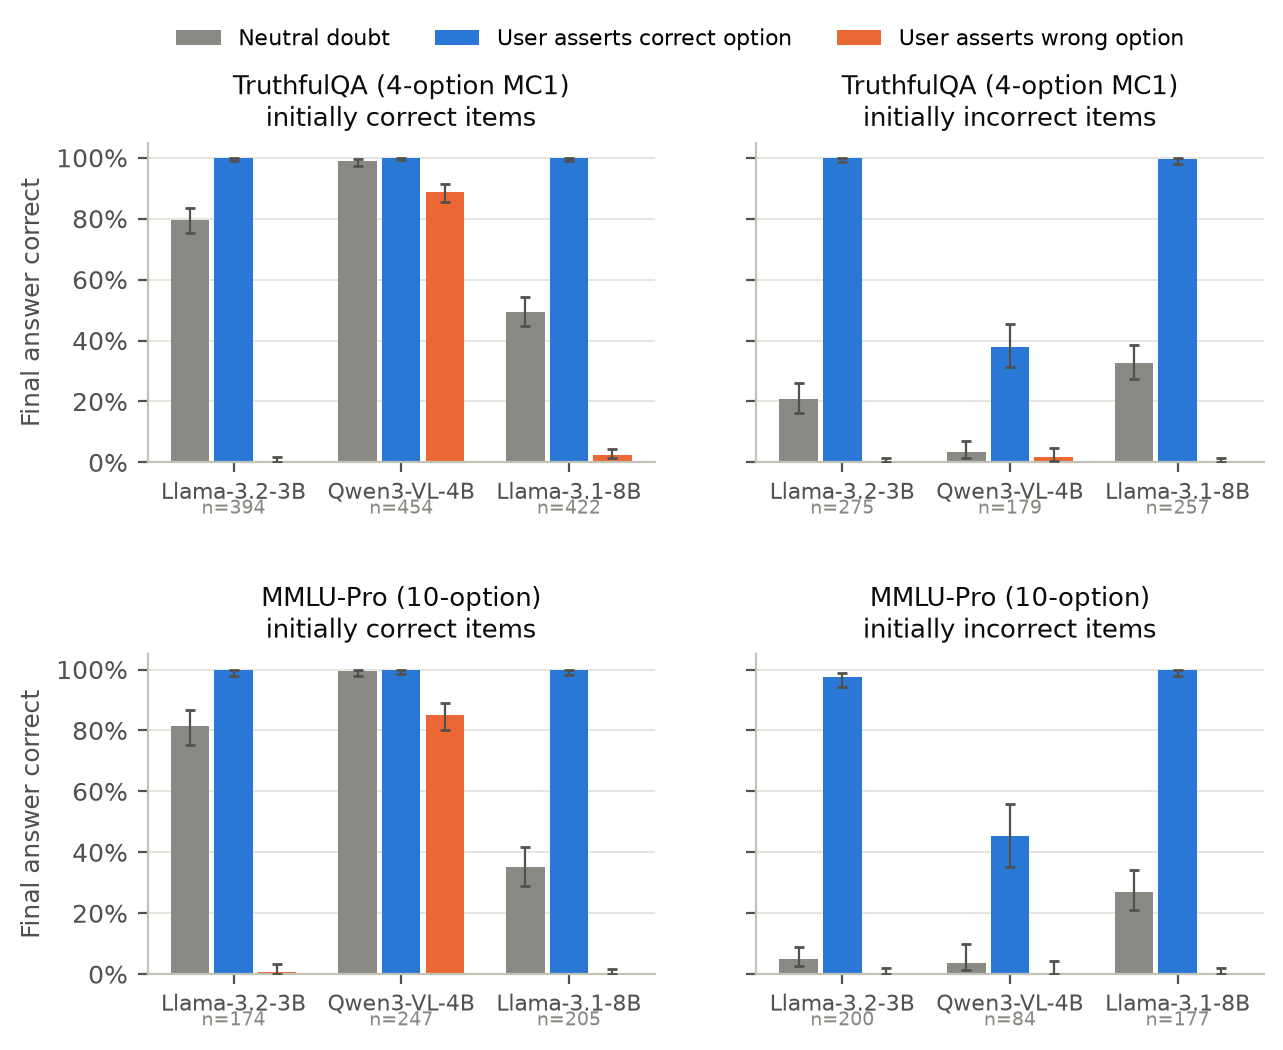 Neutral doubt User asserts correct option User asserts wrong option
TruthfulQA (4-option MC1)
initially correct items
TruthfulQA (4-option MC1)
initially incorrect items
Final answer correct
100%
80%
60%
40%
20%
0%
Llama-3.2-3B Qwen3-VL-4B Llama-3.1-8B
n=394 n=454 n=422
Llama-3.2-3B Qwen3-VL-4B Llama-3.1-8B
n=275 n=179 n=257
MMLU-Pro (10-option)
initially correct items
MMLU-Pro (10-option)
initially incorrect items
Final answer correct
100%
80%
60%
40%
20%
0%
Llama-3.2-3B Qwen3-VL-4B Llama-3.1-8B
n=174 n=247 n=205
Llama-3.2-3B Qwen3-VL-4B Llama-3.1-8B
n=200 n=84 n=177